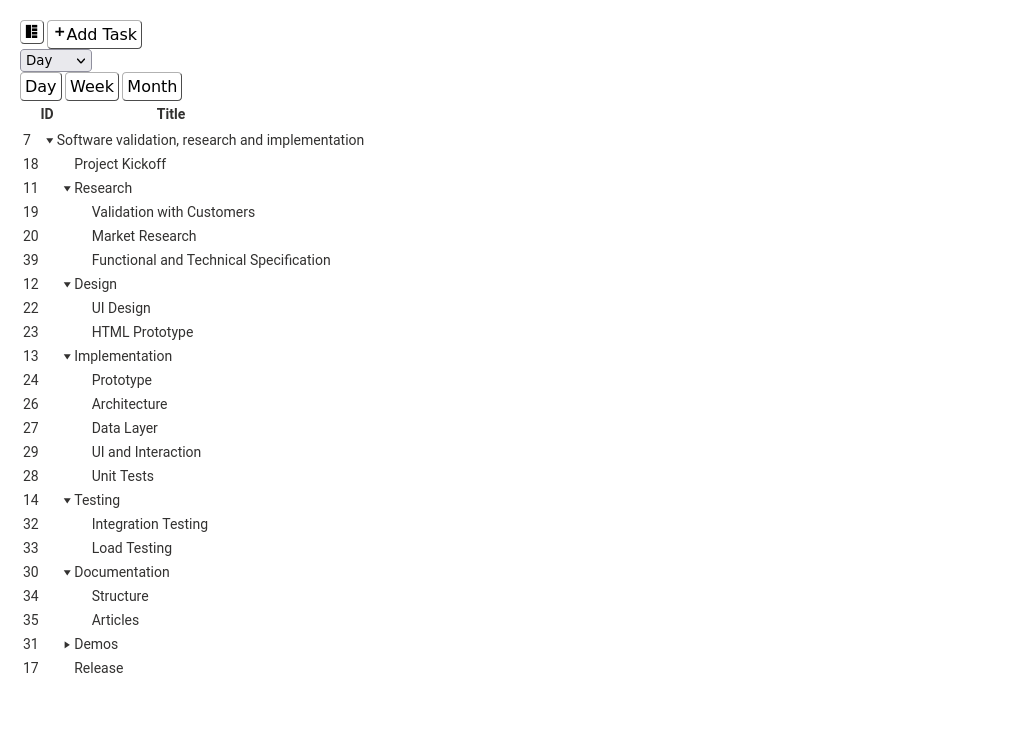 +Add Task
Day
Day Week Month
ID Title
7 Software validation, research and implementation
18 Project Kickoff
11 Research
19 Validation with Customers
20 Market Research
39 Functional and Technical Specification
12 Design
22 UI Design
23 HTML Prototype
13 Implementation
24 Prototype
26 Architecture
27 Data Layer
29 UI and Interaction
28 Unit Tests
14 Testing
32 Integration Testing
33 Load Testing
30 Documentation
34 Structure
35 Articles
31 Demos
17 Release